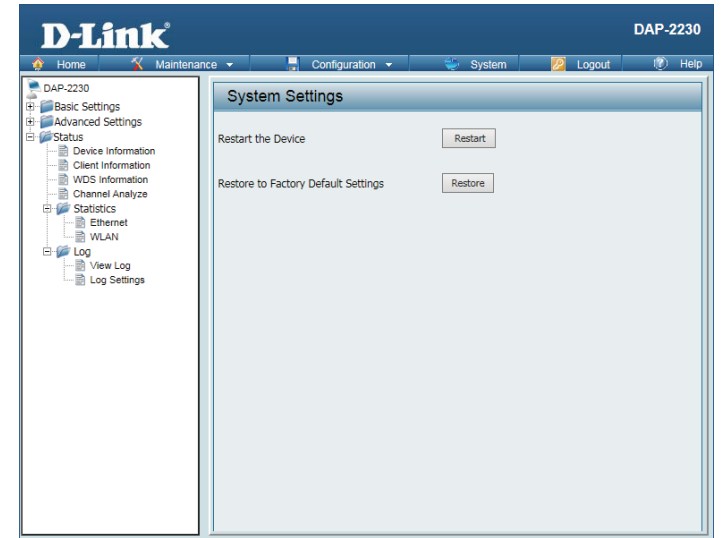 D-Link®
DAP-2230
Home Maintenance Configuration System Logout Help
DAP-2230
Basic Settings
Advanced Settings
Status
Device Information
Client Information
WDS Information
Channel Analyze
Statistics
Ethernet
WLAN
Log
View Log
Log Settings
System Settings
Restart the Device Restart
Restore to Factory Default Settings Restore